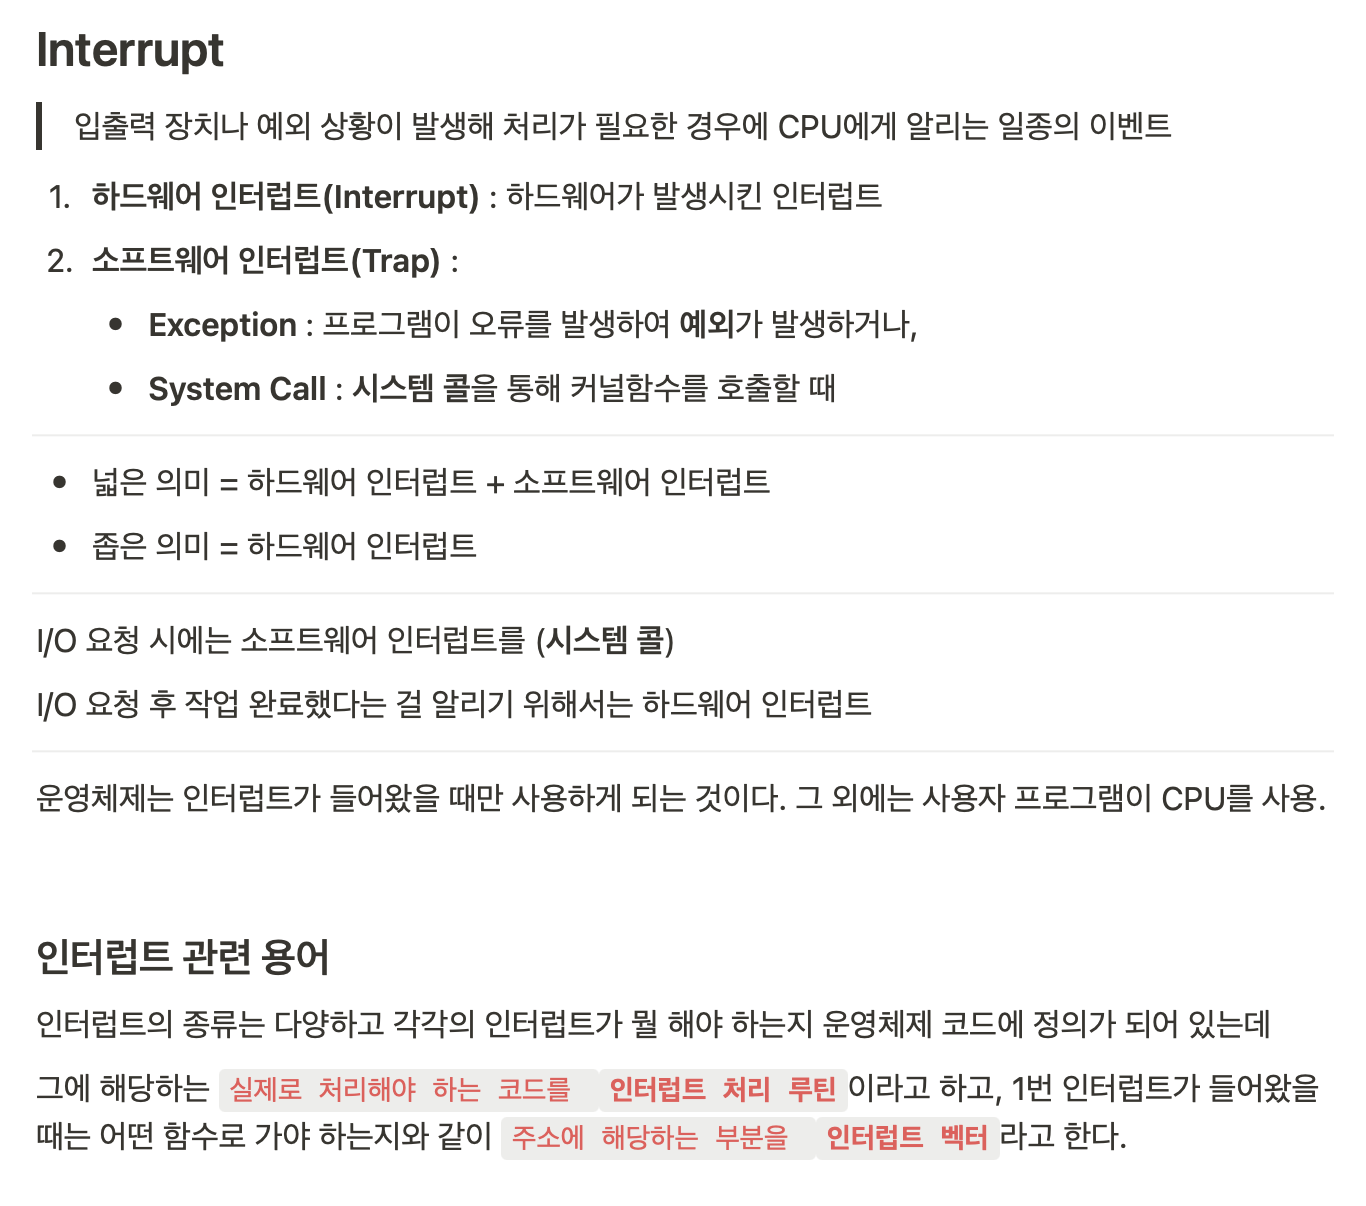 Interrupt
입출력 장치나 예외 상황이 발생해 처리가 필요한 경우에 CPU에게 알리는 일종의 이벤트
1. 하드웨어 인터럽트(Interrupt) : 하드웨어가 발생시킨 인터럽트
2. 소프트웨어 인터럽트(Trap) :
• Exception : 프로그램이 오류를 발생하여 예외가 발생하거나,
• System Call : 시스템 콜을 통해 커널함수를 호출할 때
• 넓은 의미 = 하드웨어 인터럽트 + 소프트웨어 인터럽트
• 좁은 의미 = 하드웨어 인터럽트
I/O 요청 시에는 소프트웨어 인터럽트를 (시스템 콜)
I/O 요청 후 작업 완료했다는 걸 알리기 위해서는 하드웨어 인터럽트
운영체제는 인터럽트가 들어왔을 때만 사용하게 되는 것이다. 그 외에는 사용자 프로그램이 CPU를 사용.
인터럽트 관련 용어
인터럽트의 종류는 다양하고 각각의 인터럽트가 뭘 해야 하는지 운영체제 코드에 정의가 되어 있는데
그에 해당하는 실제로 처리해야 하는 코드를 인터럽트 처리 루틴이라고 하고, 1번 인터럽트가 들어왔을
때는 어떤 함수로 가야 하는지와 같이 주소에 해당하는 부분을 인터럽트 벡터라고 한다.